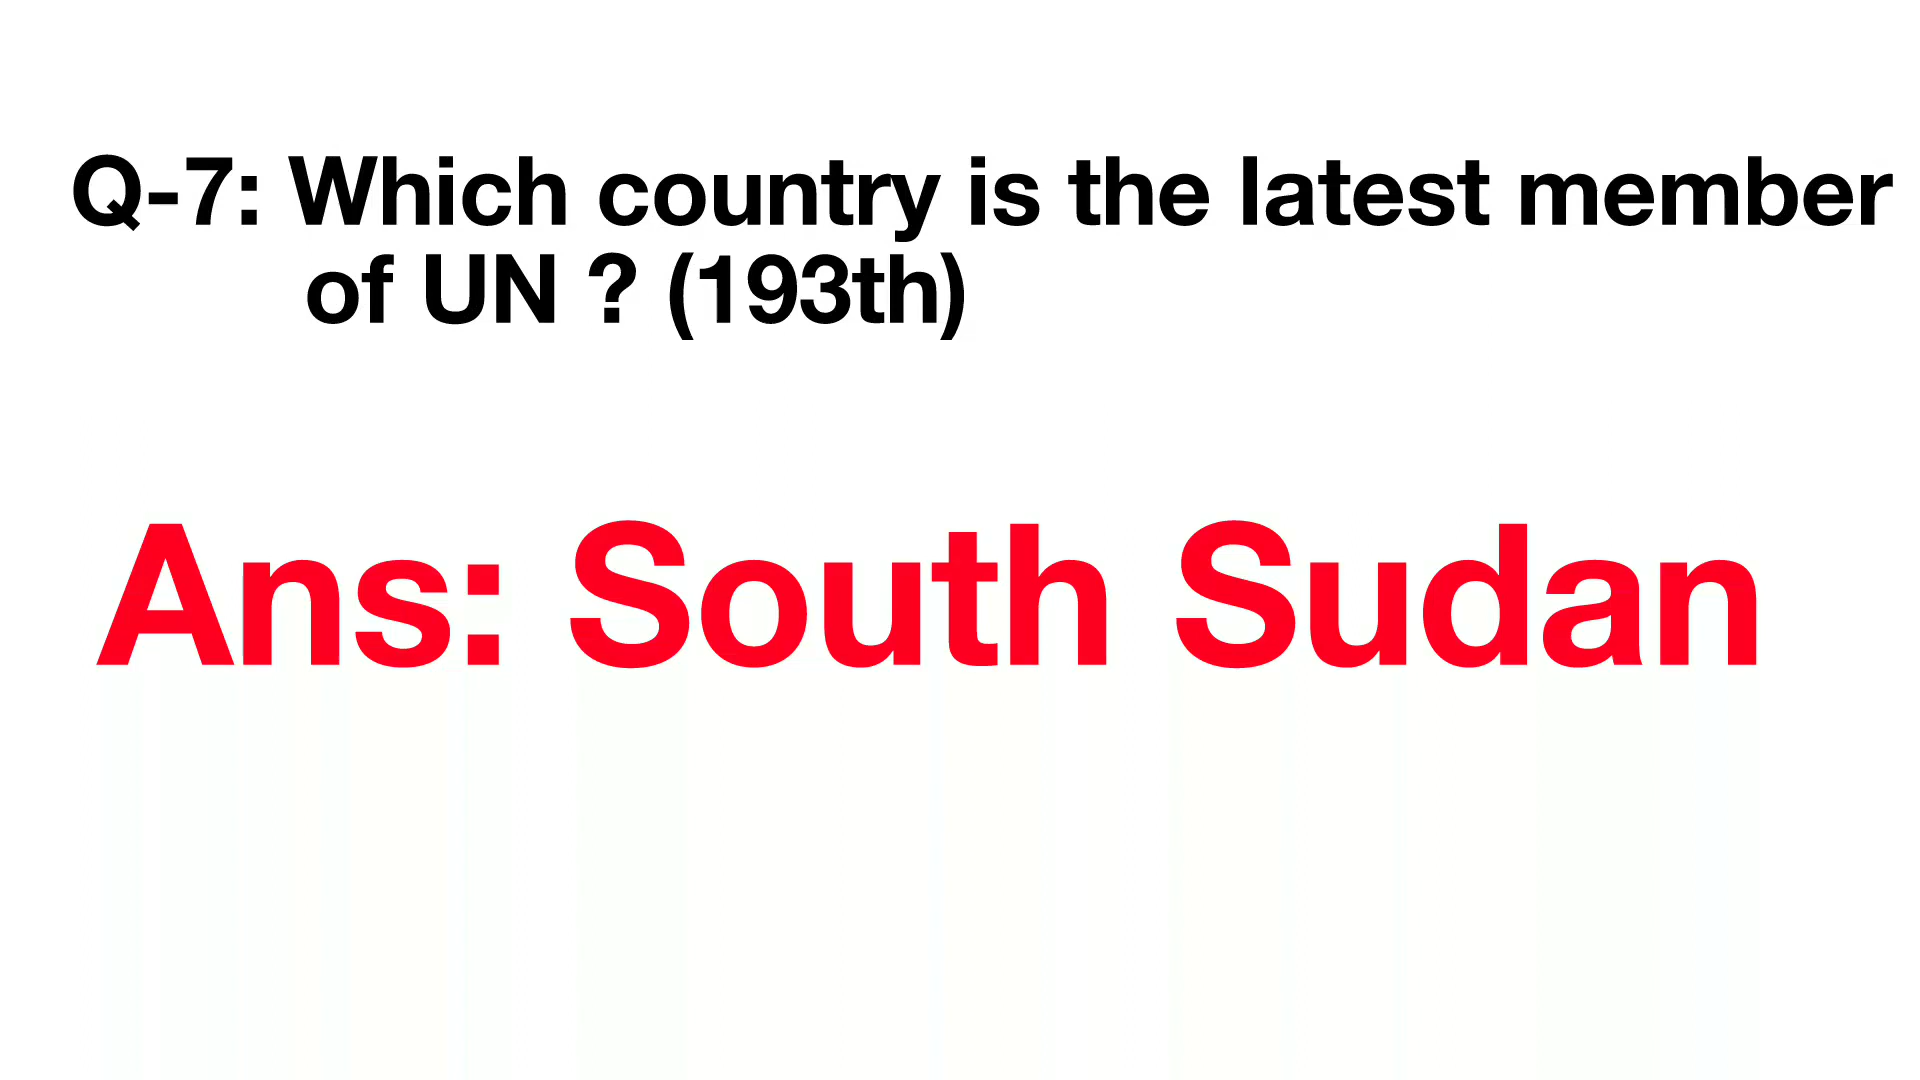 Q-7: Which country is the latest member
of UN ? (193th)
Ans: South Sudan